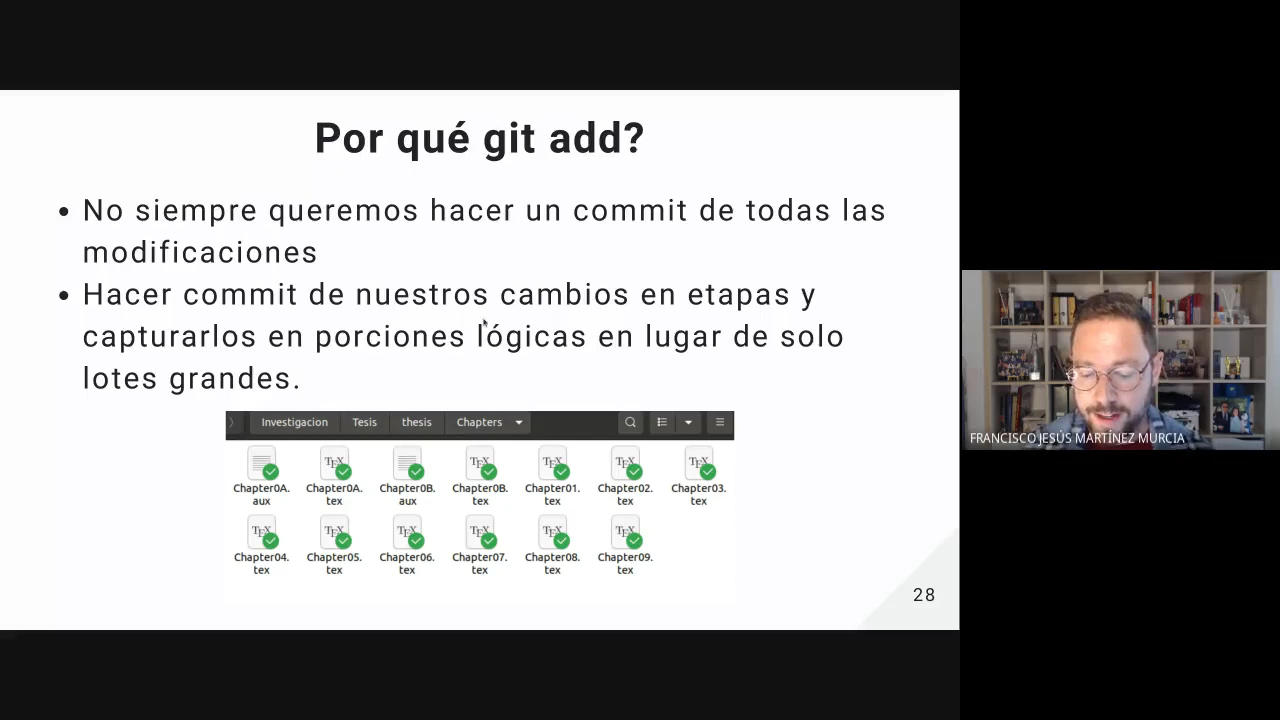 Por qué git add?
• No siempre queremos hacer un commit de todas las
modificaciones
• Hacer commit de nuestros cambios en etapas y
capturarlos en porciones lógicas en lugar de solo
lotes grandes.
Investigacion Tesis thesis Chapters
Chapter0A. Chapter0A. Chapter0B. Chapter0B. Chapter01. Chapter02. Chapter03.
aux tex aux tex tex tex tex
Chapter04. Chapter05. Chapter06. Chapter07. Chapter08. Chapter09.
tex tex tex tex tex tex
28
FRANCISCO JESÚS MARTÍNEZ MURCIA